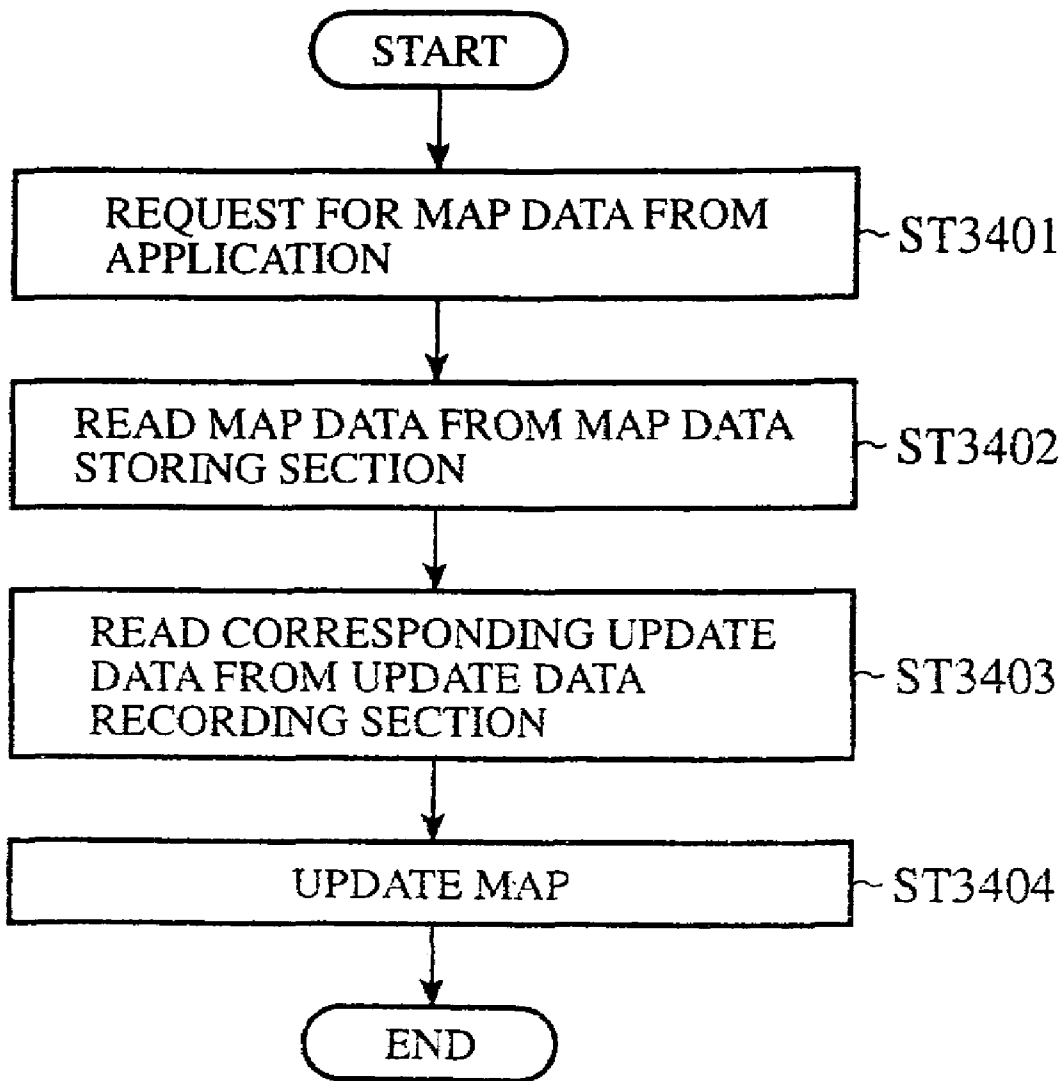 START
REQUEST FOR MAP DATA FROM
APPLICATION
ST3401
READ MAP DATA FROM MAP DATA
STORING SECTION
ST3402
READ CORRESPONDING UPDATE
DATA FROM UPDATE DATA
RECORDING SECTION
ST3403
UPDATE MAP
ST3404
END